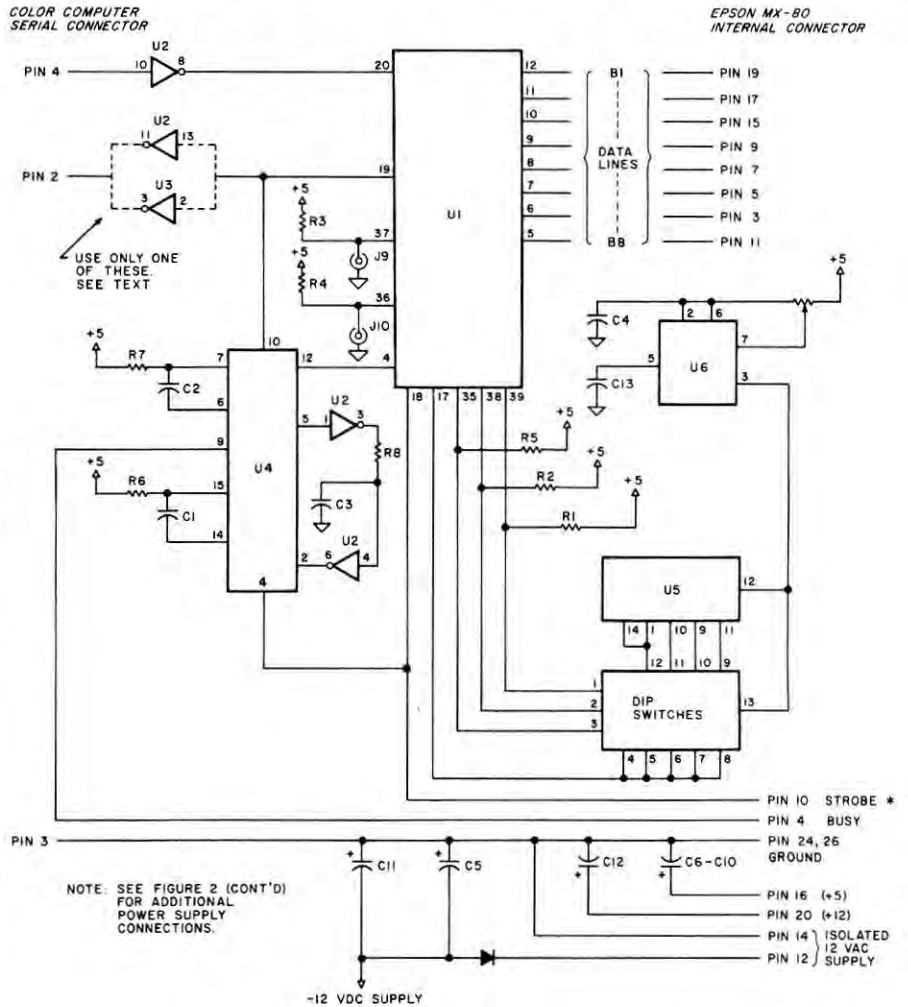 COLOR COMPUTER
SERIAL CONNECTOR
EPSON MX-80
INTERNAL CONNECTOR
U2
PIN 4
10
8
20
12
B1
PIN 19
11
PIN 17
10
PIN 15
9
DATA
LINES
PIN 9
8
PIN 7
7
PIN 5
6
PIN 3
5
B8
PIN 11
U1
U2
11
13
PIN 2
19
U3
3
2
USE ONLY ONE
OF THESE.
SEE TEXT
+5
R3
37
J9
+5
R4
36
J10
4
18
17
35
38
39
+5
C4
2
6
7
5
U6
3
C13
10
+5
R7
7
12
C2
6
U2
5
1
3
9
U4
R8
+5
R6
15
C3
C1
14
U2
2
6
4
4
R5
+5
R2
+5
R1
+5
U5
12
14
1
10
9
11
12
11
10
9
1
2
3
DIP
SWITCHES
13
4
5
6
7
8
PIN 10 STROBE *
PIN 4 BUSY
PIN 3
PIN 24, 26
GROUND
+
C11
+
C5
C12
+
C6-C10
+
PIN 16 (+5)
PIN 20 (+12)
PIN 14
PIN 12
ISOLATED
12 VAC
SUPPLY
NOTE: SEE FIGURE 2 (CONT'D)
FOR ADDITIONAL
POWER SUPPLY
CONNECTIONS.
-12 VDC SUPPLY